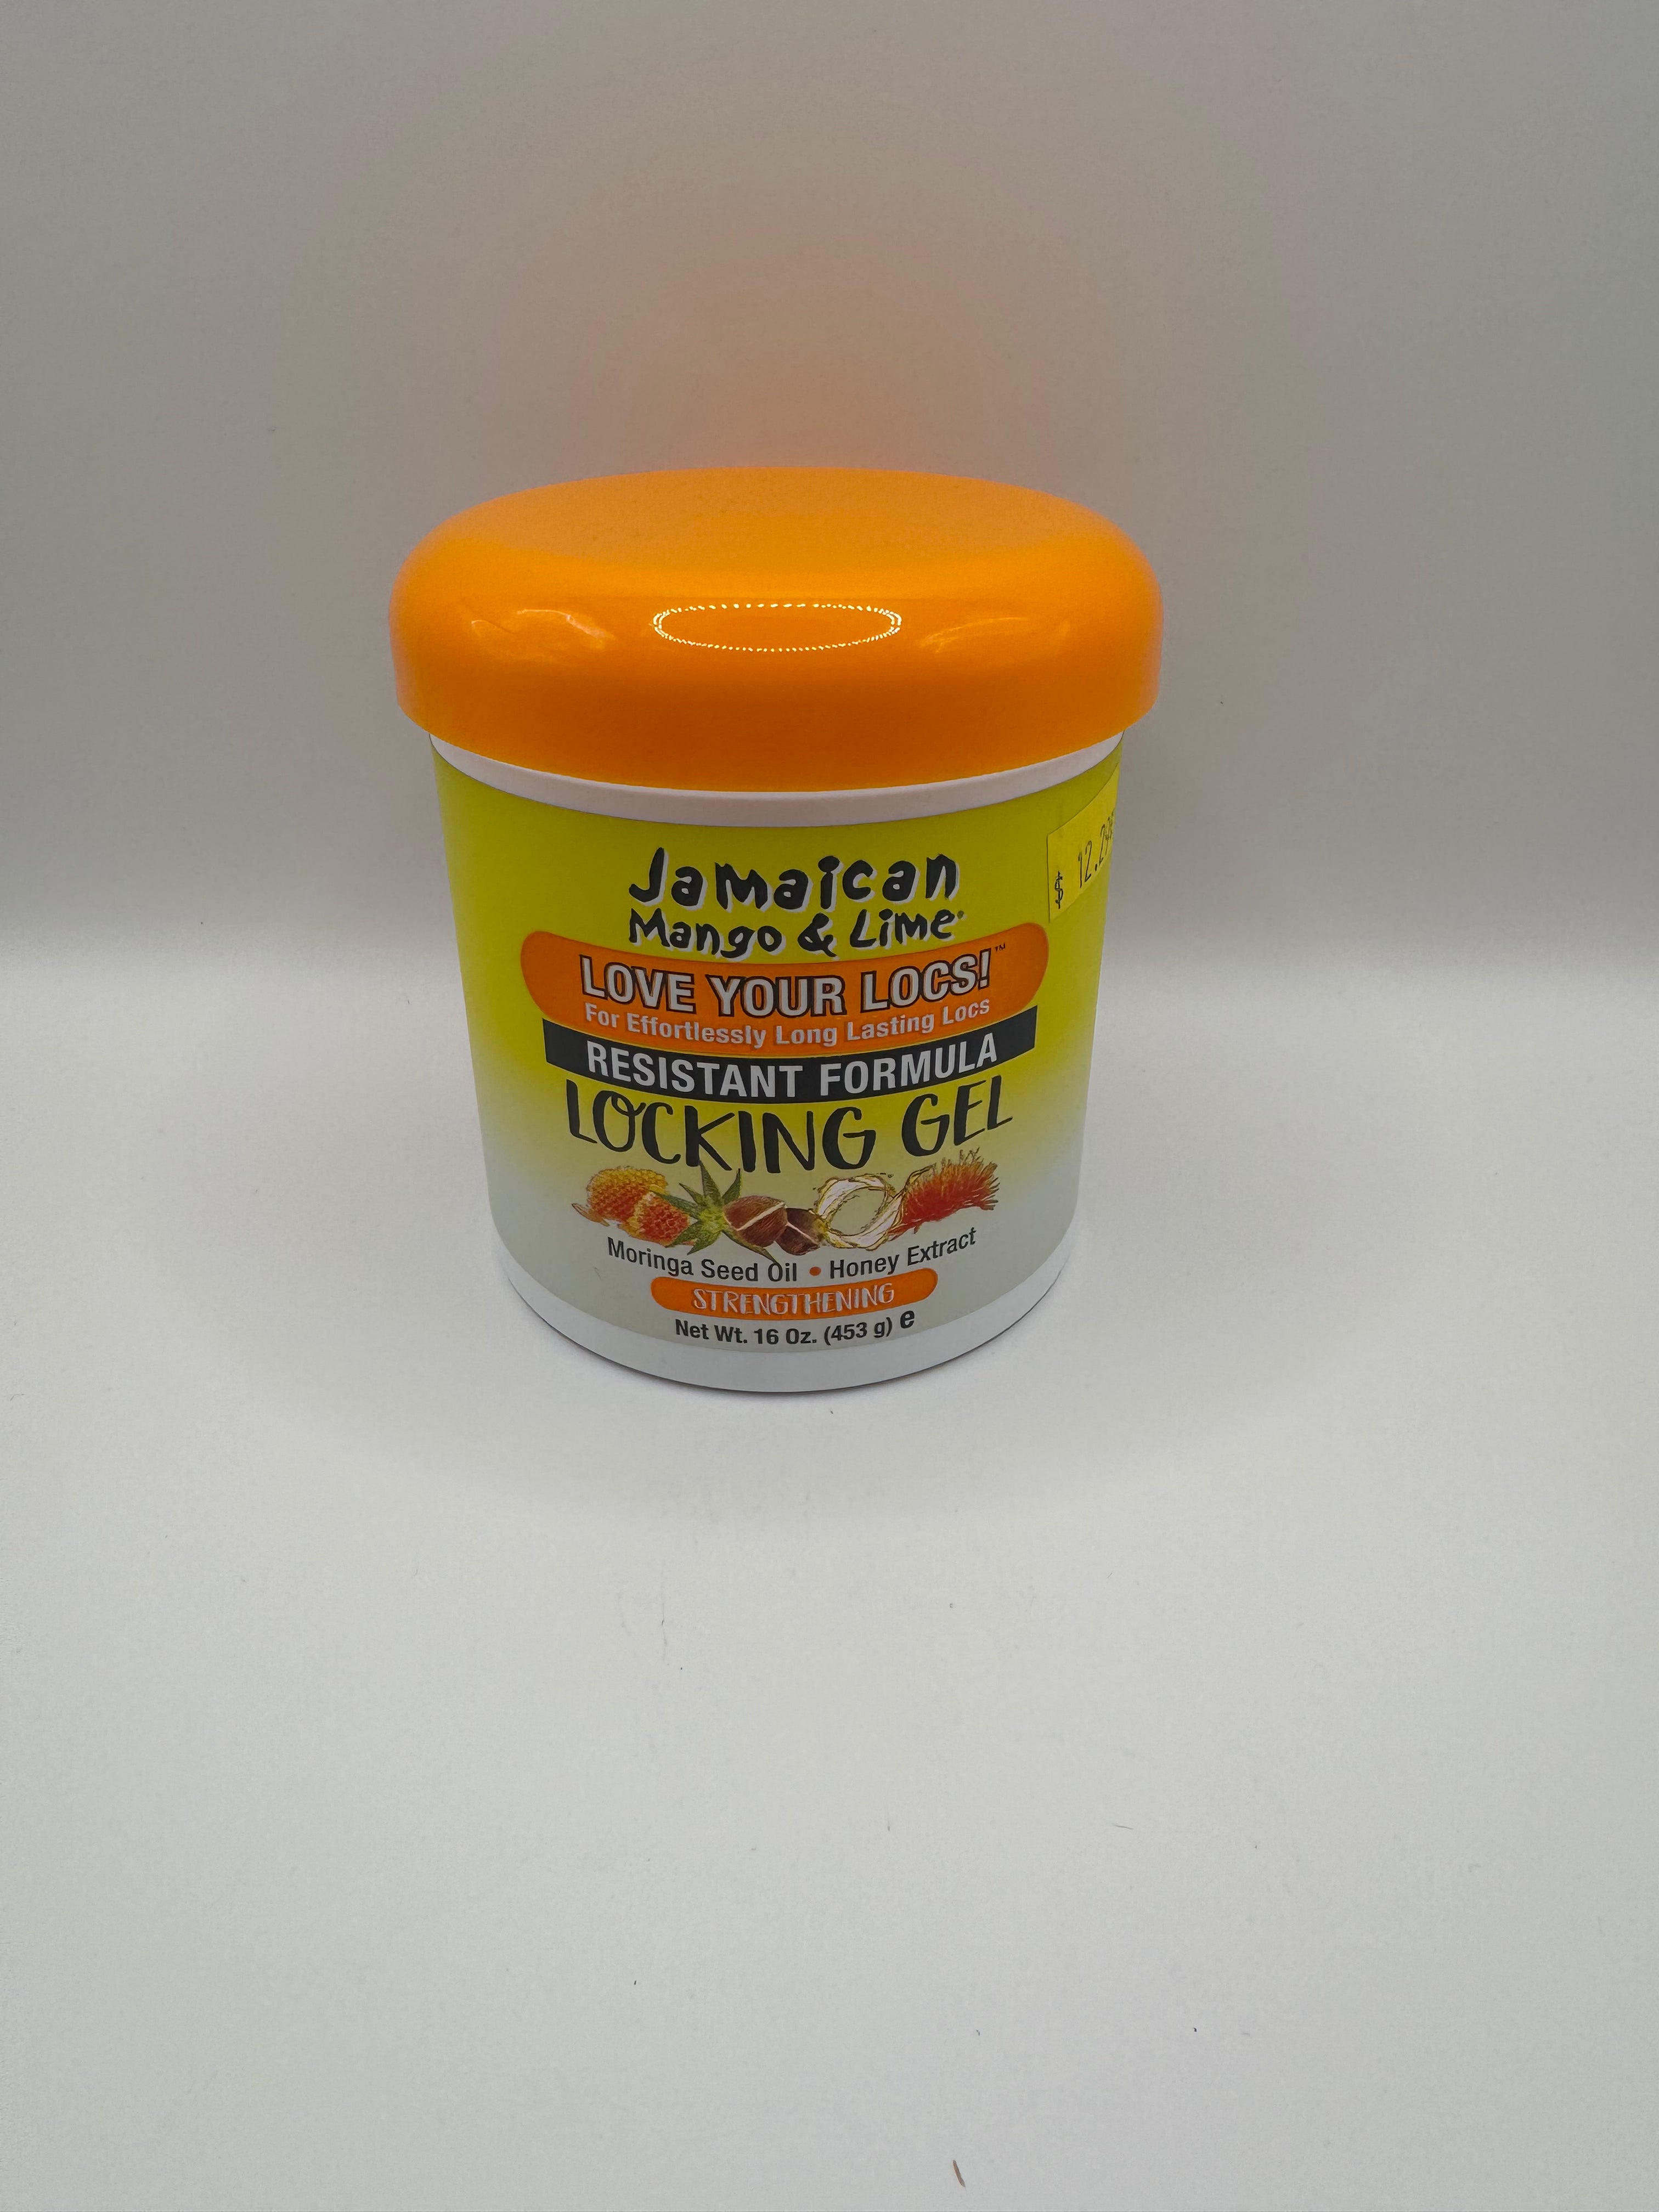 Jamaican
Mango & Lime®
LOVE YOUR LOCS!™
For Effortlessly Long Lasting Locs
RESISTANT FORMULA
LOCKING GEL
Moringa Seed Oil • Honey Extract
STRENGTHENING
Net Wt. 16 Oz. (453 g) e
$